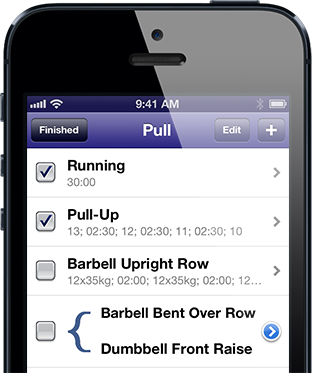 9:41 AM
Finished Pull Edit +
Running
30:00
Pull-Up
13; 02:30; 12; 02:30; 11; 02:30; 10
Barbell Upright Row
12x35kg; 02:00; 12x35kg; 02:00; 12...
Barbell Bent Over Row
Dumbbell Front Raise